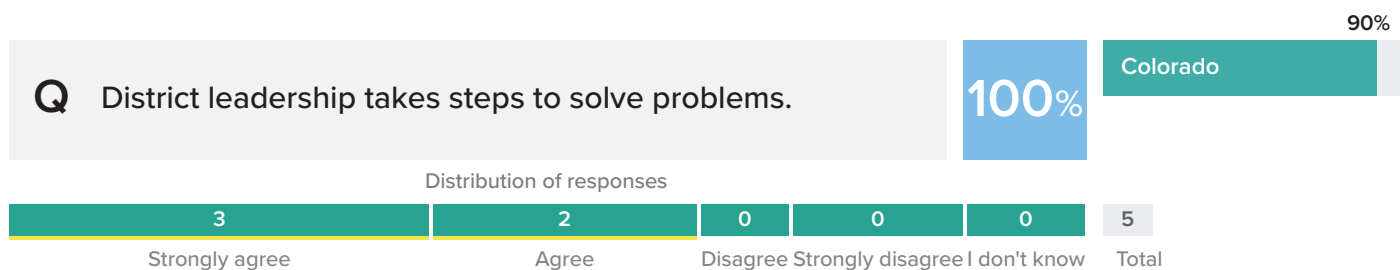 90%
Q District leadership takes steps to solve problems.
100%
Colorado
Distribution of responses
3 2 0 0 0 5
Strongly agree Agree Disagree Strongly disagree I don't know Total